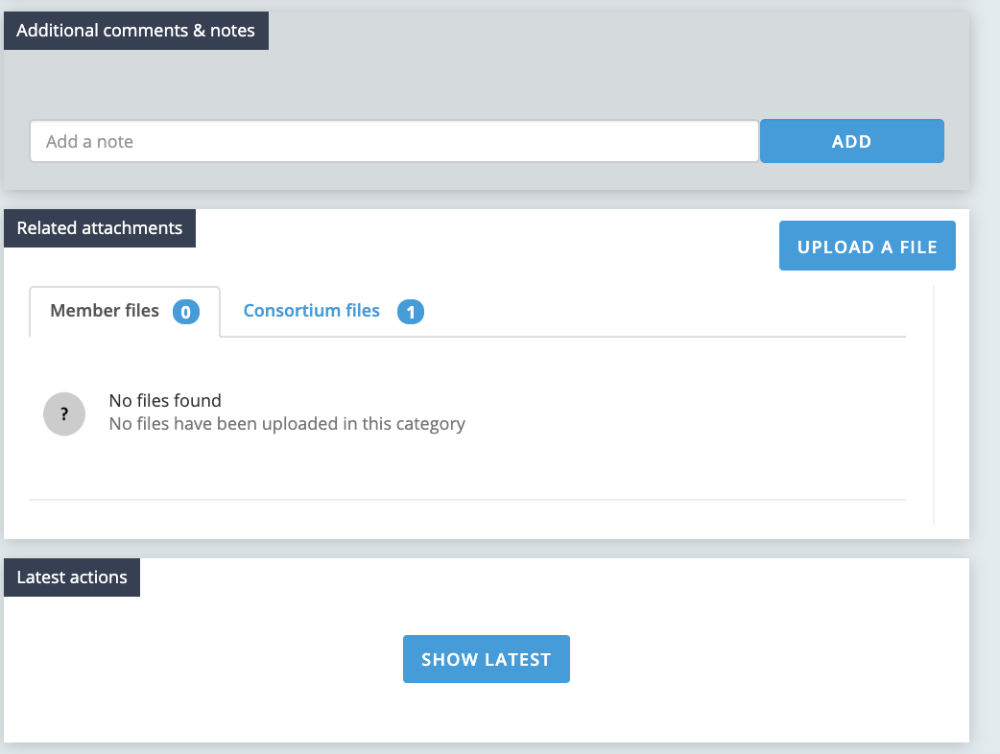 Additional comments & notes
Add a note
ADD
Related attachments
UPLOAD A FILE
Member files 0
Consortium files 1
?
No files found
No files have been uploaded in this category
Latest actions
SHOW LATEST